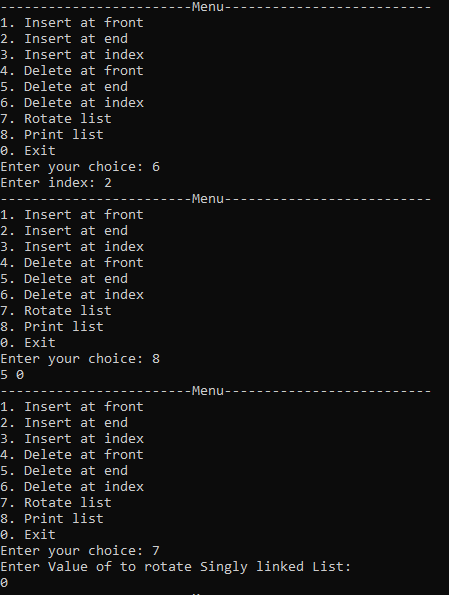 ------------------------Menu--------------------------
1. Insert at front
2. Insert at end
3. Insert at index
4. Delete at front
5. Delete at end
6. Delete at index
7. Rotate list
8. Print list
0. Exit
Enter your choice: 6
Enter index: 2
------------------------Menu--------------------------
1. Insert at front
2. Insert at end
3. Insert at index
4. Delete at front
5. Delete at end
6. Delete at index
7. Rotate list
8. Print list
0. Exit
Enter your choice: 8
5 0
------------------------Menu--------------------------
1. Insert at front
2. Insert at end
3. Insert at index
4. Delete at front
5. Delete at end
6. Delete at index
7. Rotate list
8. Print list
0. Exit
Enter your choice: 7
Enter Value of to rotate Singly linked List:
0